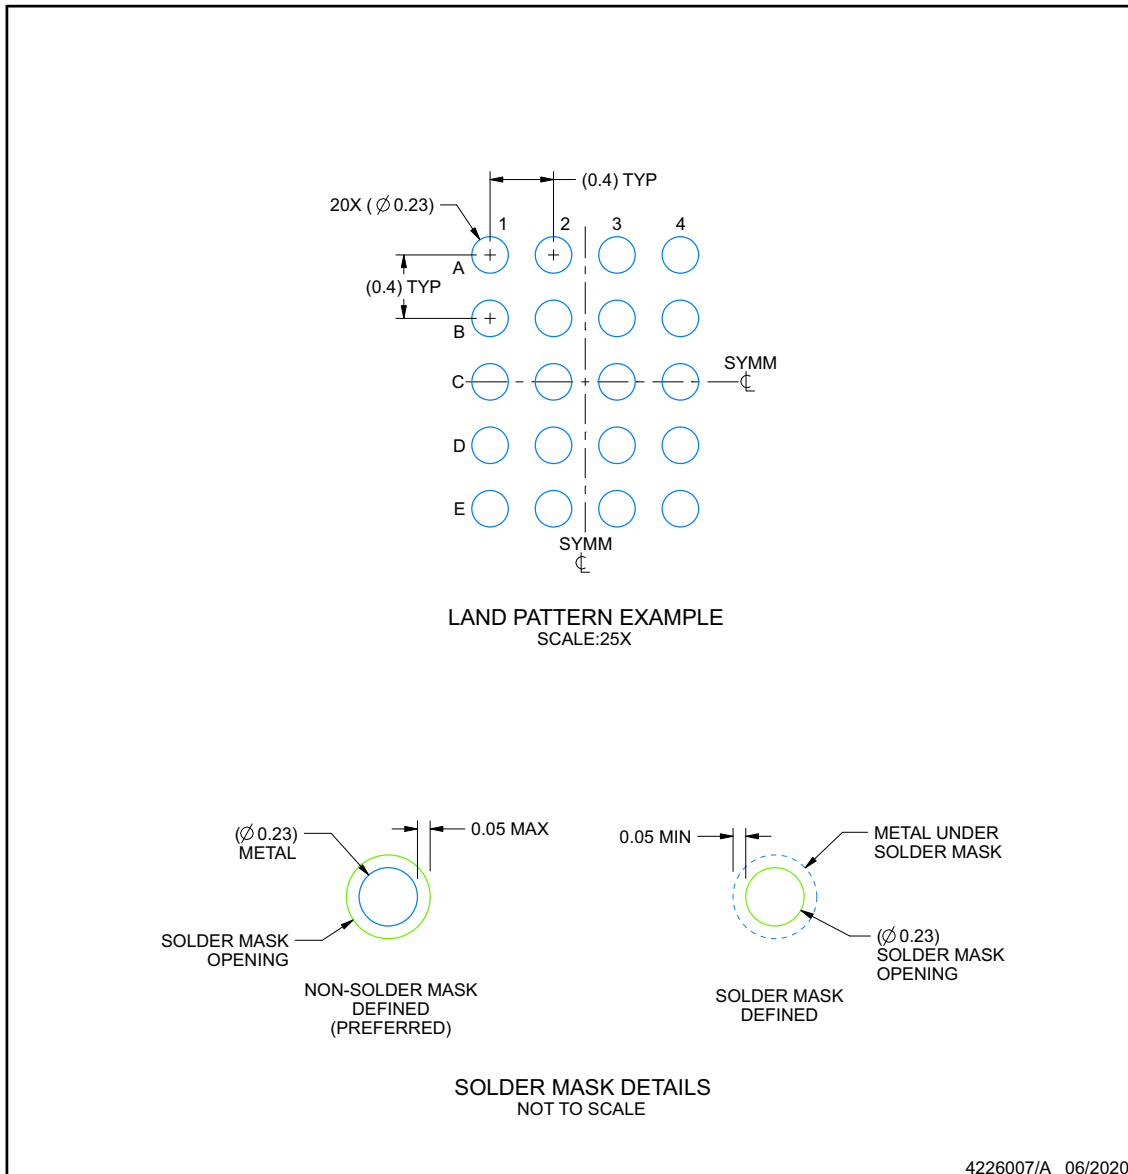 (0.4) TYP
20X (∅ 0.23)
1 2 3 4
A
(0.4) TYP
B
SYMM
℄
C
D
E
SYMM
℄
LAND PATTERN EXAMPLE
SCALE:25X
(∅ 0.23)
METAL
0.05 MAX
SOLDER MASK
OPENING
NON-SOLDER MASK
DEFINED
(PREFERRED)
0.05 MIN
METAL UNDER
SOLDER MASK
(∅ 0.23)
SOLDER MASK
OPENING
SOLDER MASK
DEFINED
SOLDER MASK DETAILS
NOT TO SCALE
4226007/A 06/2020